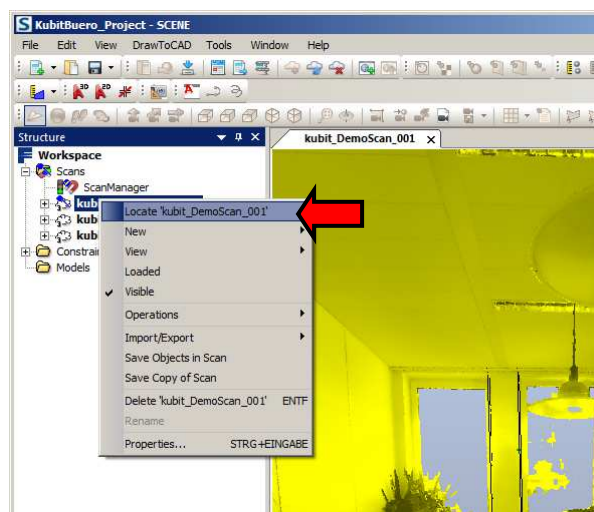 KubitBuero_Project - SCENE
File Edit View DrawToCAD Tools Window Help
Structure
kubit_DemoScan_001 x
Workspace
Scans
ScanManager
kub
kub
kub
Constrai
Models
Locate 'kubit_DemoScan_001'
New
View
Loaded
Visible
Operations
Import/Export
Save Objects in Scan
Save Copy of Scan
Delete 'kubit_DemoScan_001' ENTF
Rename
Properties... STRG+EINGABE